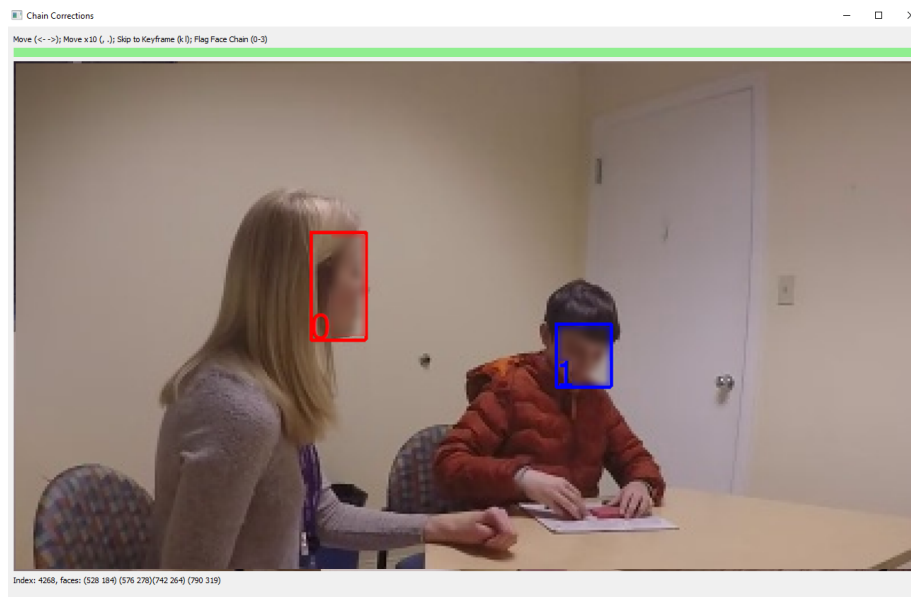 Chain Corrections
Move (<- ->); Move x10 (, .); Skip to Keyframe (k l); Flag Face Chain (0-3)
0
1
Index: 4268, faces: (528 184) (576 278)(742 264) (790 319)